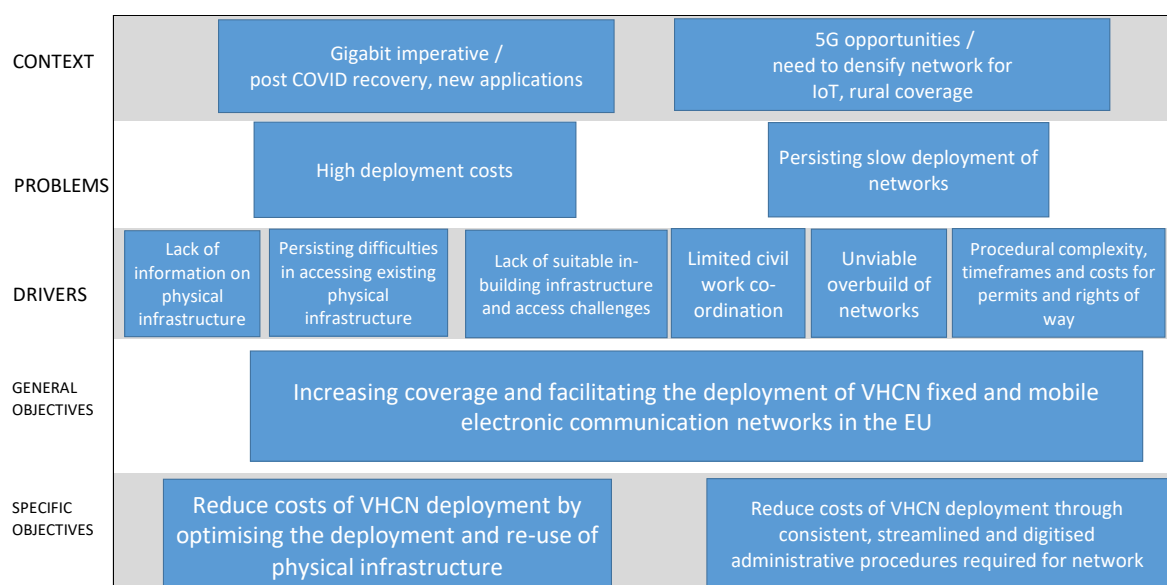 CONTEXT
Gigabit imperative /
post COVID recovery, new applications
5G opportunities /
need to densify network for
IoT, rural coverage
PROBLEMS
High deployment costs
Persisting slow deployment of
networks
DRIVERS
Lack of
information on
physical
infrastructure
Persisting difficulties
in accessing existing
physical
infrastructure
Lack of suitable in-
building infrastructure
and access challenges
Limited civil
work co-
ordination
Unviable
overbuild of
networks
Procedural complexity,
timeframes and costs for
permits and rights of
way
GENERAL
OBJECTIVES
Increasing coverage and facilitating the deployment of VHCN fixed and mobile
electronic communication networks in the EU
SPECIFIC
OBJECTIVES
Reduce costs of VHCN deployment by
optimising the deployment and re-use of
physical infrastructure
Reduce costs of VHCN deployment through
consistent, streamlined and digitised
administrative procedures required for network